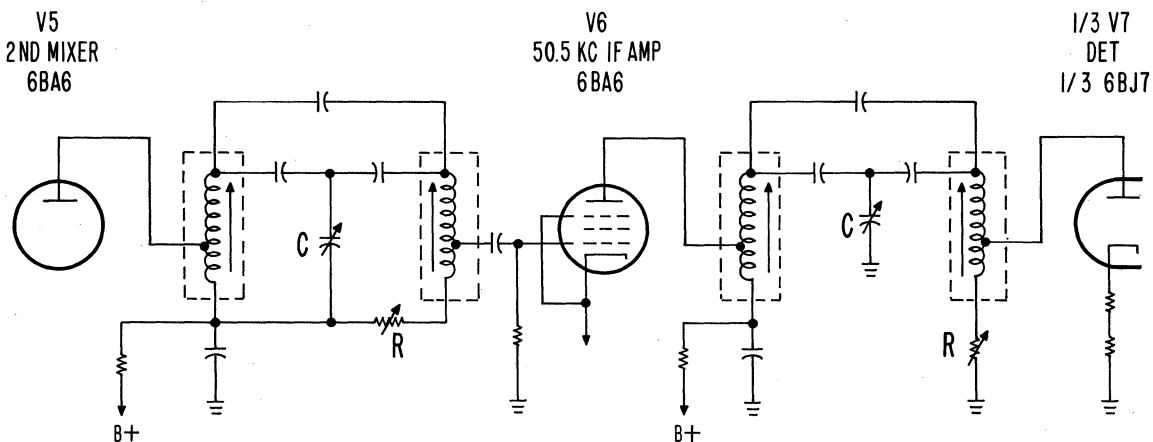 V5
2ND MIXER
6BA6
V6
50.5 KC IF AMP
6BA6
1/3 V7
DET
1/3 6BJ7
C
R
B+
C
R
B+